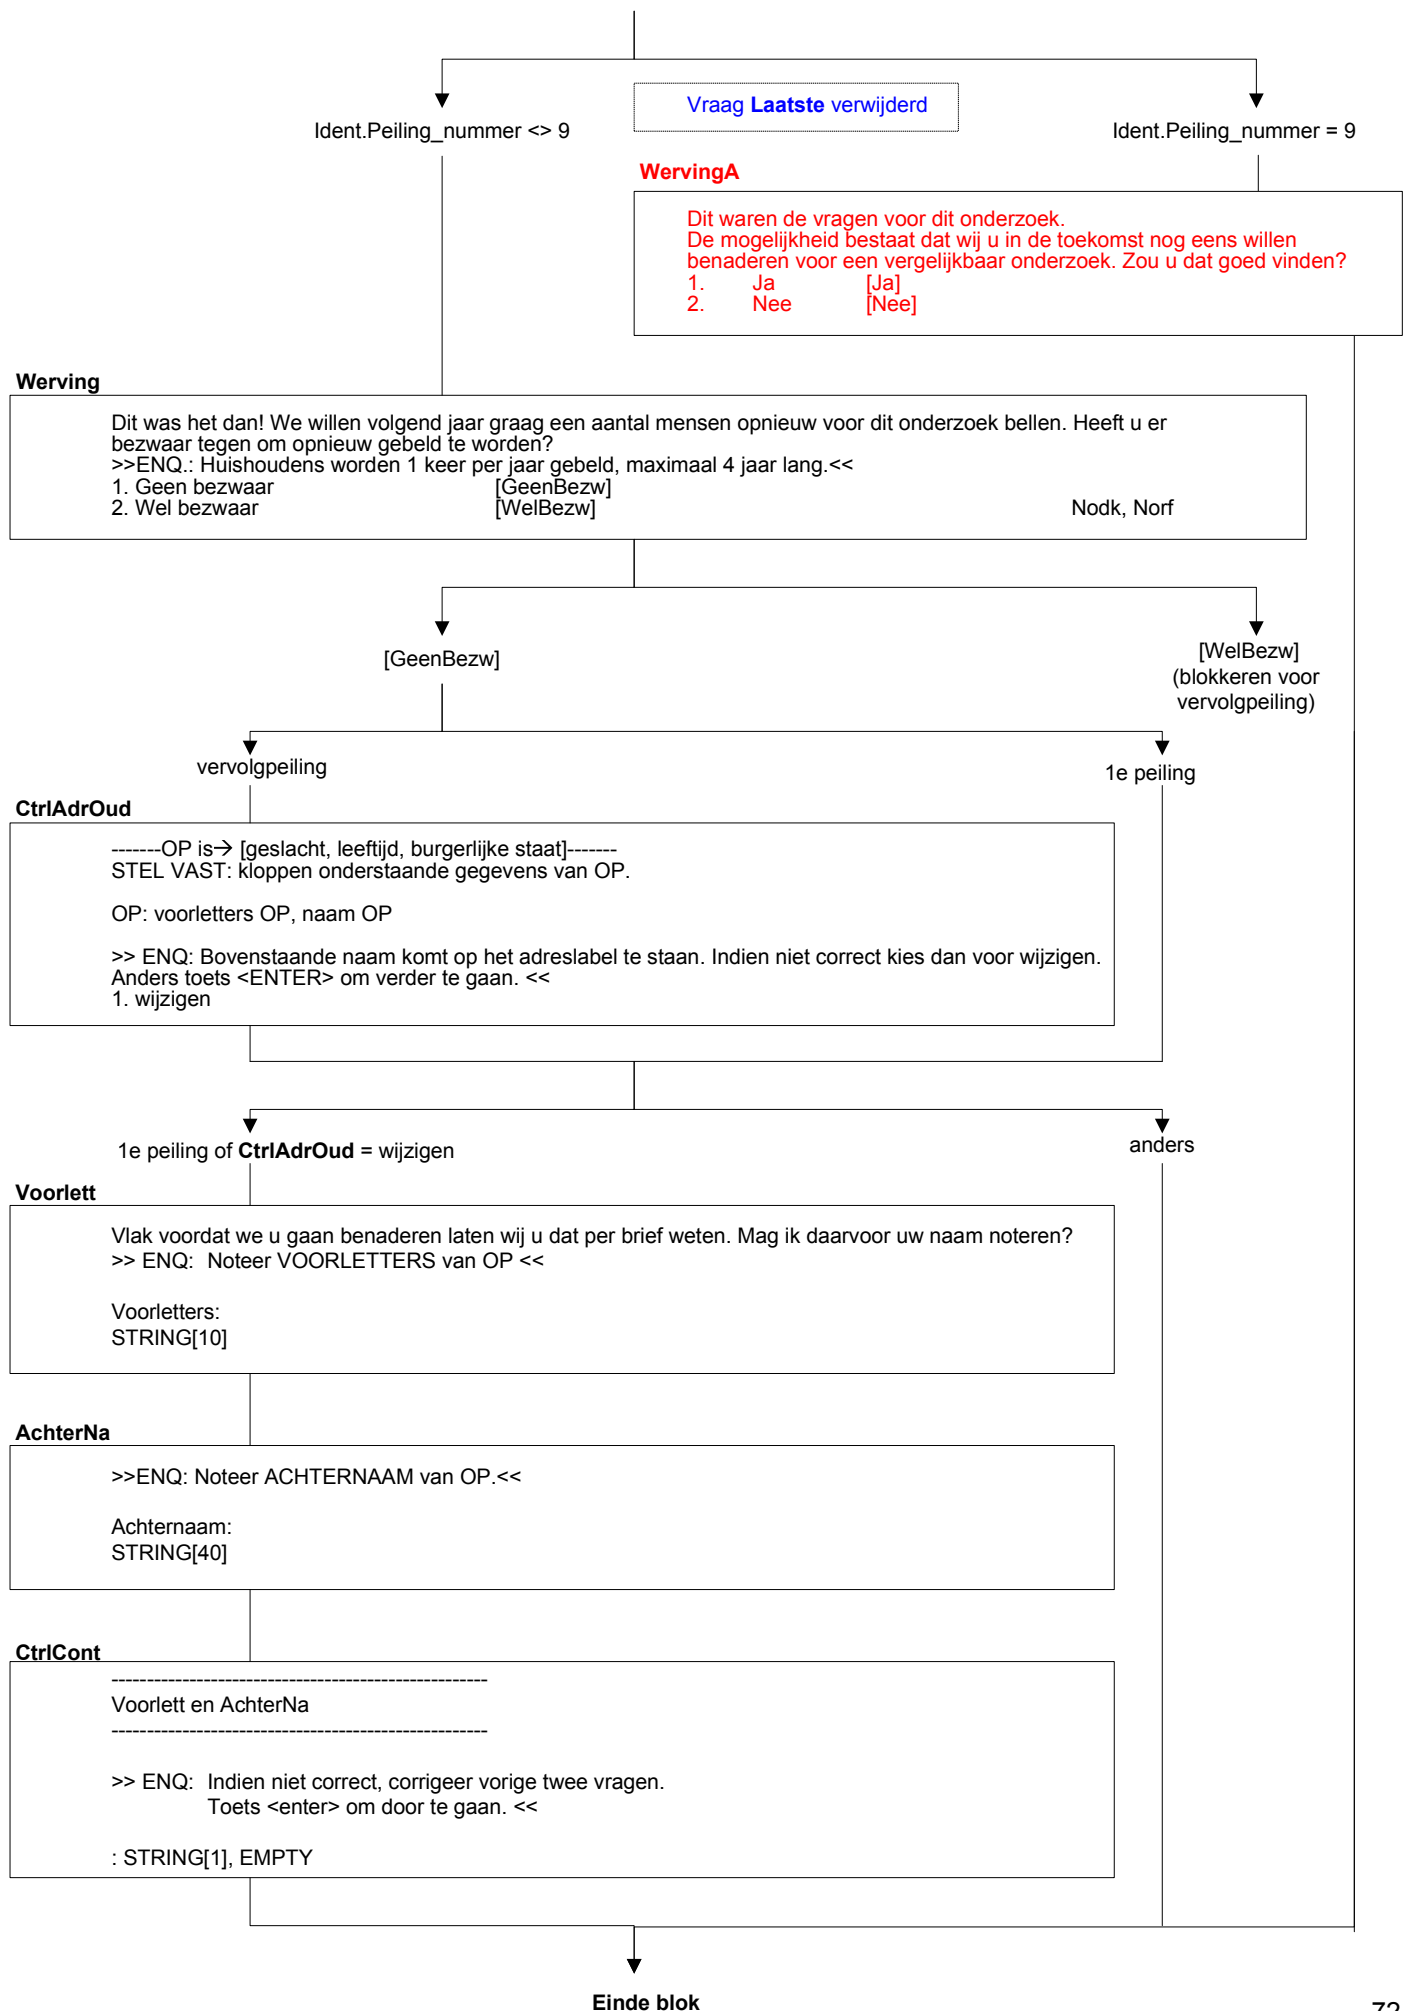 Vraag Laatste verwijderd
Ident.Peiling_nummer <> 9
Ident.Peiling_nummer = 9
WervingA
Dit waren de vragen voor dit onderzoek.
De mogelijkheid bestaat dat wij u in de toekomst nog eens willen
benaderen voor een vergelijkbaar onderzoek. Zou u dat goed vinden?
1. Ja [Ja]
2. Nee [Nee]
Werving
Dit was het dan! We willen volgend jaar graag een aantal mensen opnieuw voor dit onderzoek bellen. Heeft u er
bezwaar tegen om opnieuw gebeld te worden?
>>ENQ.: Huishoudens worden 1 keer per jaar gebeld, maximaal 4 jaar lang.<<
1. Geen bezwaar [GeenBezw]
2. Wel bezwaar [WelBezw] Nodk, Norf
[GeenBezw]
[WelBezw]
(blokkeren voor
vervolgpeiling)
vervolgpeiling
1e peiling
CtrlAdrOud
-------OP is→ [geslacht, leeftijd, burgerlijke staat]-------
STEL VAST: kloppen onderstaande gegevens van OP.
OP: voorletters OP, naam OP
>> ENQ: Bovenstaande naam komt op het adreslabel te staan. Indien niet correct kies dan voor wijzigen.
Anders toets <ENTER> om verder te gaan. <<
1. wijzigen
1e peiling of CtrlAdrOud = wijzigen
anders
Voorlett
Vlak voordat we u gaan benaderen laten wij u dat per brief weten. Mag ik daarvoor uw naam noteren?
>> ENQ: Noteer VOORLETTERS van OP <<
Voorletters:
STRING[10]
AchterNa
>>ENQ: Noteer ACHTERNAAM van OP.<<
Achternaam:
STRING[40]
CtrlCont
-----------------------------------------------------
Voorlett en AchterNa
-----------------------------------------------------
>> ENQ: Indien niet correct, corrigeer vorige twee vragen.
Toets <enter> om door te gaan. <<
: STRING[1], EMPTY
Einde blok
72